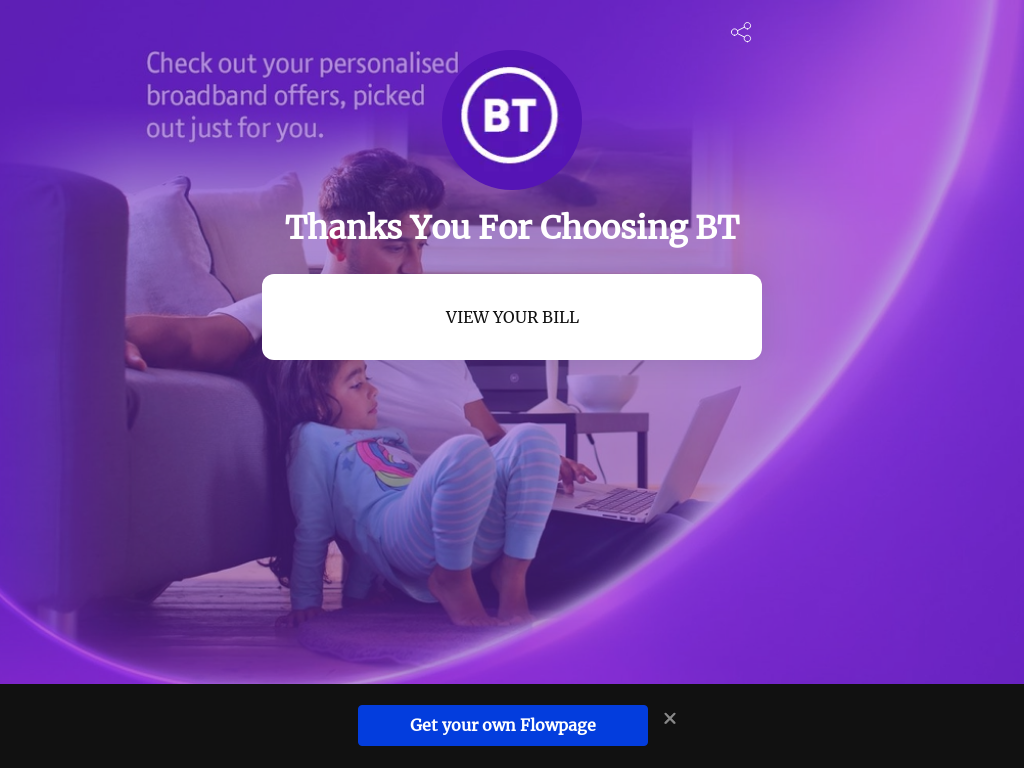 Check out your personalised
broadband offers, picked
out just for you.
BT
Thanks You For Choosing BT
VIEW YOUR BILL
Get your own Flowpage